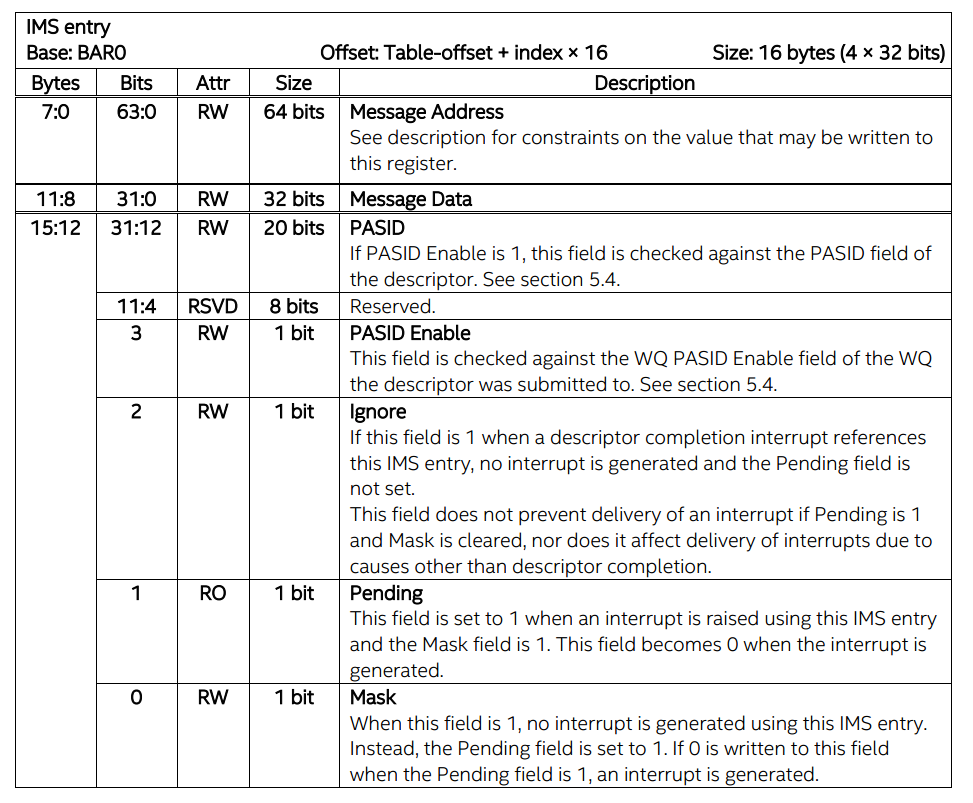 IMS entry
Base: BAR0 Offset: Table-offset + index × 16 Size: 16 bytes (4 × 32 bits)
Bytes Bits Attr Size Description
7:0 63:0 RW 64 bits Message Address
See description for constraints on the value that may be written to
this register.
11:8 31:0 RW 32 bits Message Data
15:12 31:12 RW 20 bits PASID
If PASID Enable is 1, this field is checked against the PASID field of
the descriptor. See section 5.4.
11:4 RSVD 8 bits Reserved.
3 RW 1 bit PASID Enable
This field is checked against the WQ PASID Enable field of the WQ
the descriptor was submitted to. See section 5.4.
2 RW 1 bit Ignore
If this field is 1 when a descriptor completion interrupt references
this IMS entry, no interrupt is generated and the Pending field is
not set.
This field does not prevent delivery of an interrupt if Pending is 1
and Mask is cleared, nor does it affect delivery of interrupts due to
causes other than descriptor completion.
1 RO 1 bit Pending
This field is set to 1 when an interrupt is raised using this IMS entry
and the Mask field is 1. This field becomes 0 when the interrupt is
generated.
0 RW 1 bit Mask
When this field is 1, no interrupt is generated using this IMS entry.
Instead, the Pending field is set to 1. If 0 is written to this field
when the Pending field is 1, an interrupt is generated.